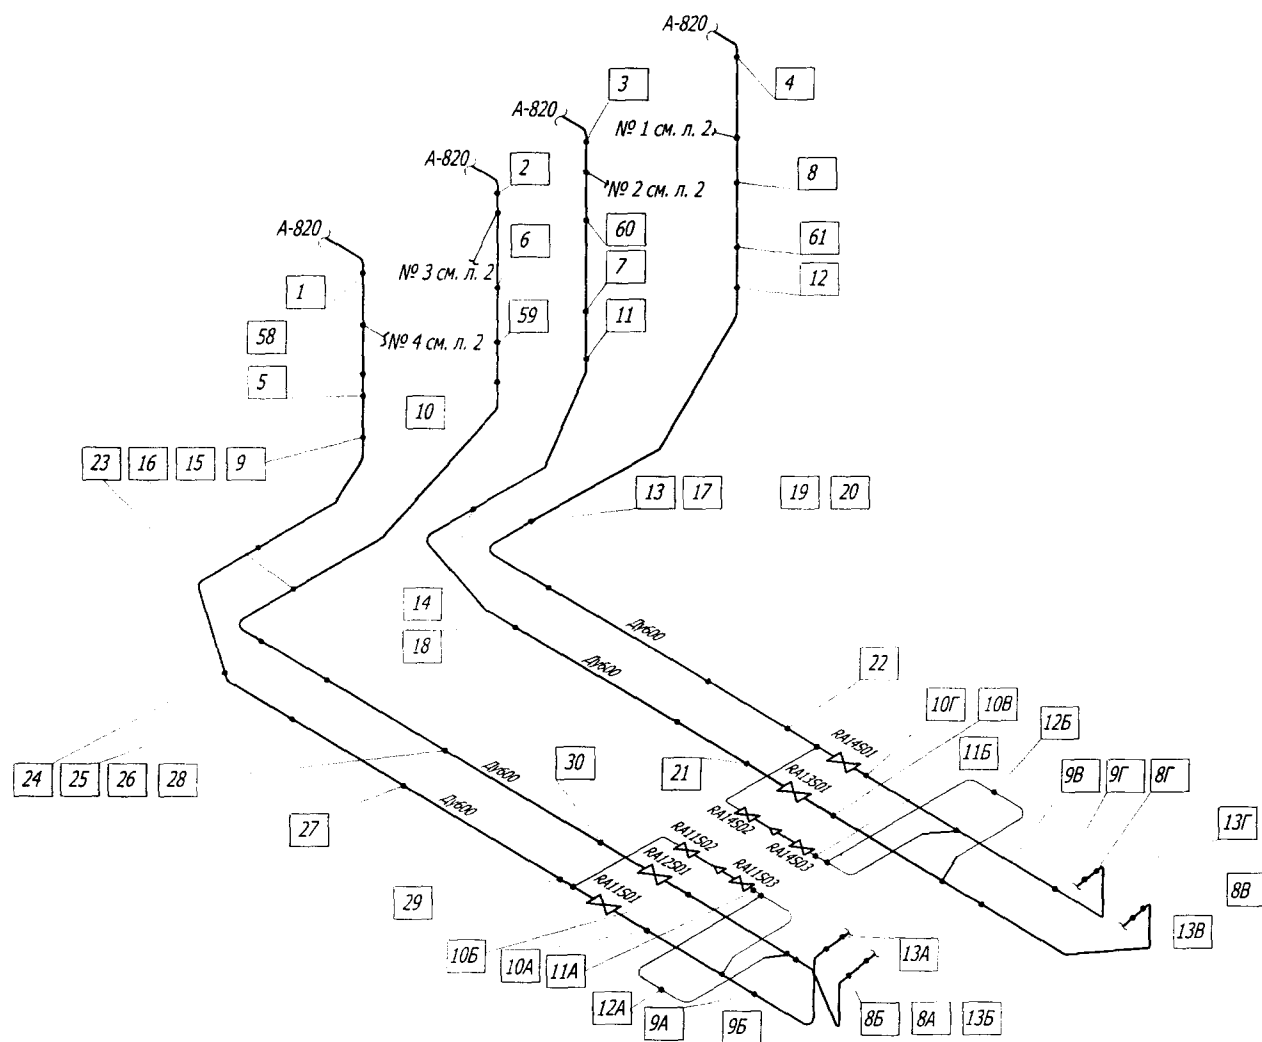 А-820
4
3
А-820
№ 1 см. л. 2
А-820
2
№ 2 см. л. 2
8
А-820
6
60
61
№ 3 см. л. 2
7
12
1
58
№ 4 см. л. 2
59
11
5
10
23 16 15 9
13 17 19 20
14
18
Ду600
Ду600
22
10Г 10В
12Б
RA14S01
11Б
24 25 26 28
Ду600
30
21
RA13S01
9В 9Г 8Г
Ду600
27
RA14S02
RA14S03
13Г
RA11S02
RA12S01
RA11S03
8В
29
RA11S01
13В
10Б
10А
11А
13А
12А
9А
9Б
8Б 8А 13Б